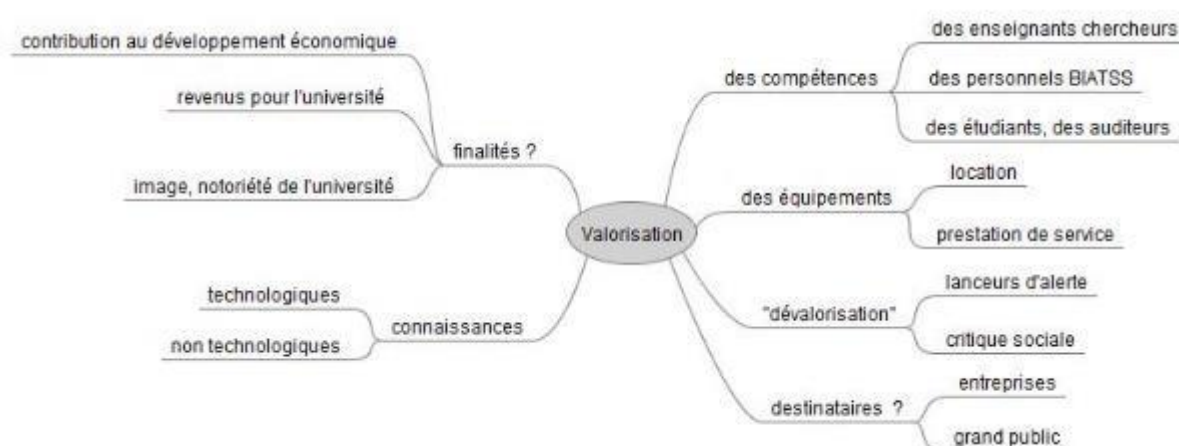 contribution au développement économique
revenus pour l'université
image, notoriété de l'université
finalités ?
technologiques
non technologiques
connaissances
Valorisation
des compétences
des enseignants chercheurs
des personnels BIATSS
des étudiants, des auditeurs
des équipements
location
prestation de service
"dévalorisation"
lanceurs d'alerte
critique sociale
destinataires ?
entreprises
grand public